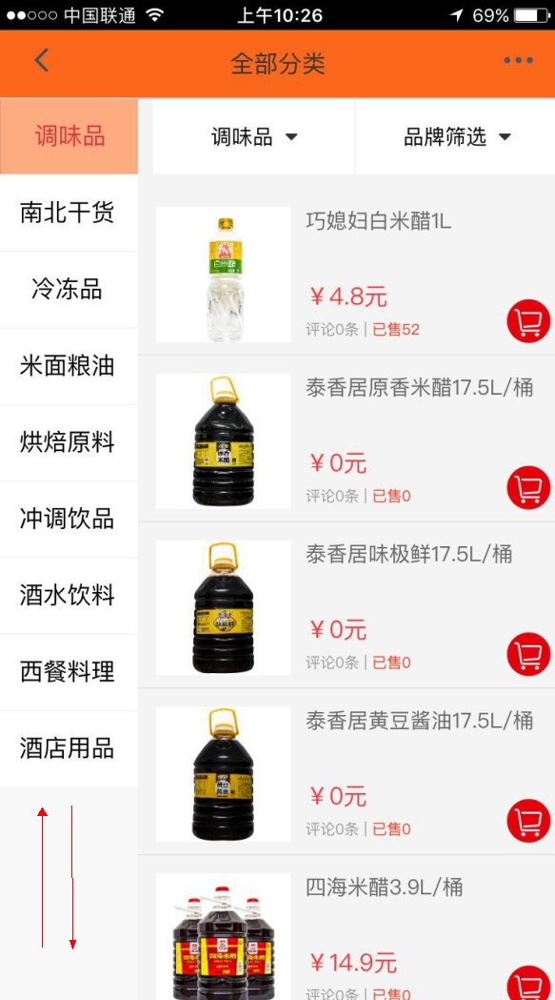 中国联通 上午10:26 69%
全部分类
调味品
南北干货
冷冻品
米面粮油
烘焙原料
冲调饮品
酒水饮料
西餐料理
酒店用品
调味品 品牌筛选
巧媳妇白米醋1L
￥4.8元
评论0条 | 已售52
泰香居原香米醋17.5L/桶
￥0元
评论0条 | 已售0
泰香居味极鲜17.5L/桶
￥0元
评论0条 | 已售0
泰香居黄豆酱油17.5L/桶
￥0元
评论0条 | 已售0
四海米醋3.9L/桶
￥14.9元
评论0条 | 已售0